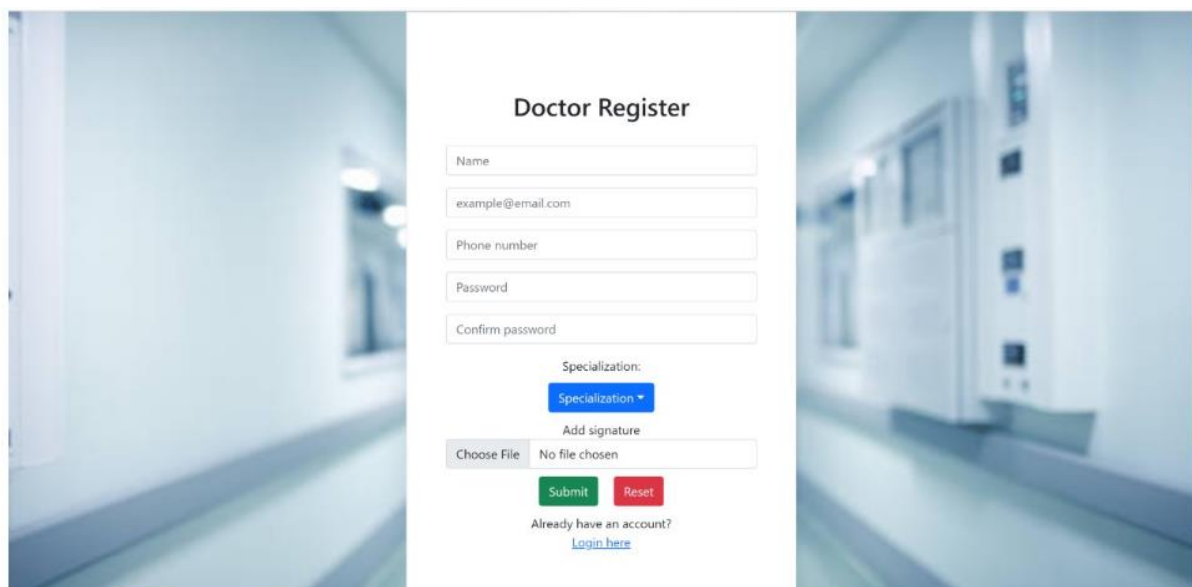 Doctor Register
Name
example@email.com
Phone number
Password
Confirm password
Specialization:
Specialization
Add signature
Choose File No file chosen
Submit Reset
Already have an account?
Login here